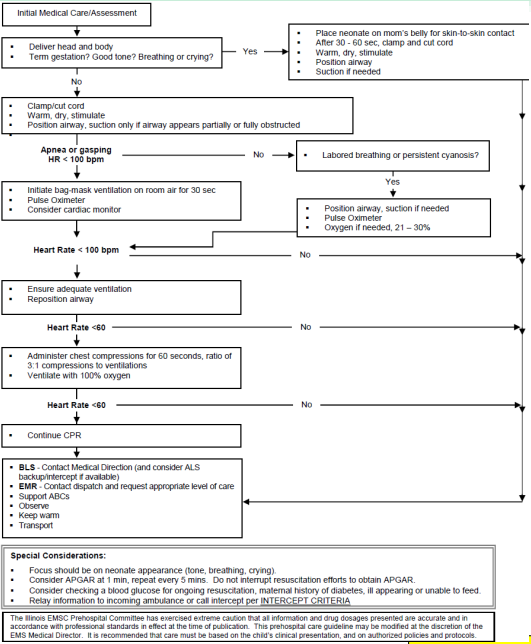 Initial Medical Care/Assessment
▪ Deliver head and body
▪ Term gestation? Good tone? Breathing or crying?
Yes
▪ Place neonate on mom's belly for skin-to-skin contact
▪ After 30 - 60 sec, clamp and cut cord
▪ Warm, dry, stimulate
▪ Position airway
▪ Suction if needed
No
▪ Clamp/cut cord
▪ Warm, dry, stimulate
▪ Position airway, suction only if airway appears partially or fully obstructed
▪
Apnea or gasping
HR < 100 bpm
No
▪ Labored breathing or persistent cyanosis?
Yes
▪ Initiate bag-mask ventilation on room air for 30 sec
▪ Pulse Oximeter
▪ Consider cardiac monitor
▪ Position airway, suction if needed
▪ Pulse Oximeter
▪ Oxygen if needed, 21 – 30%
Heart Rate < 100 bpm
No
▪ Ensure adequate ventilation
▪ Reposition airway
Heart Rate <60
No
▪ Administer chest compressions for 60 seconds, ratio of
3:1 compressions to ventilations
▪ Ventilate with 100% oxygen
Heart Rate <60
No
▪ Continue CPR
▪ BLS - Contact Medical Direction (and consider ALS
backup/intercept if available)
▪ EMR - Contact dispatch and request appropriate level of care
▪ Support ABCs
▪ Observe
▪ Keep warm
▪ Transport
Special Considerations:
▪ Focus should be on neonate appearance (tone, breathing, crying).
▪ Consider APGAR at 1 min, repeat every 5 mins. Do not interrupt resuscitation efforts to obtain APGAR.
▪ Consider checking a blood glucose for ongoing resuscitation, maternal history of diabetes, ill appearing or unable to feed.
▪ Relay information to incoming ambulance or call intercept per INTERCEPT CRITERIA
The Illinois EMSC Prehospital Committee has exercised extreme caution that all information and drug dosages presented are accurate and in
accordance with professional standards in effect at the time of publication. This prehospital care guideline may be modified at the discretion of the
EMS Medical Director. It is recommended that care must be based on the child's clinical presentation, and on authorized policies and protocols.